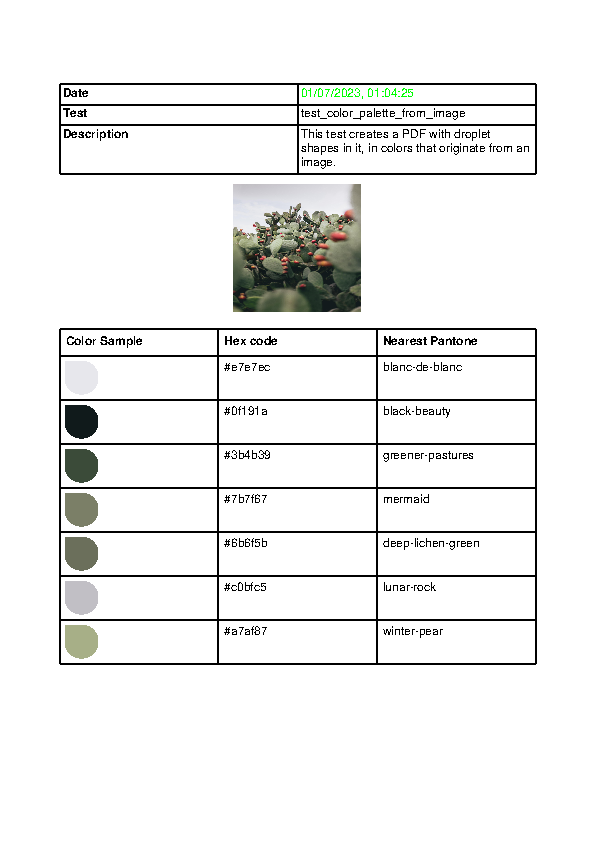 Date 01/07/2023, 01:04:25
Test test_color_palette_from_image
Description This test creates a PDF with droplet
shapes in it, in colors that originate from an
image.
Color Sample Hex code Nearest Pantone
#e7e7ec blanc-de-blanc
#0f191a black-beauty
#3b4b39 greener-pastures
#7b7f67 mermaid
#6b6f5b deep-lichen-green
#c0bfc5 lunar-rock
#a7af87 winter-pear